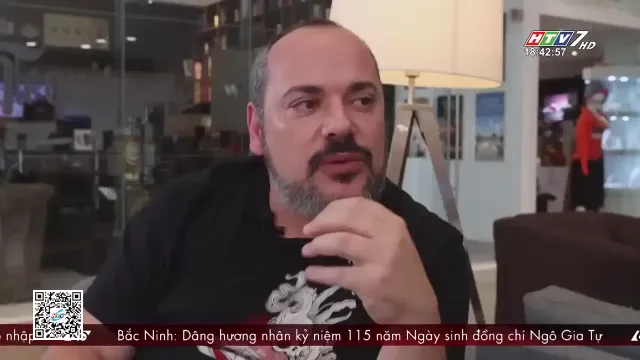 HTV7 HD
18:42:57
nhập Bắc Ninh: Dâng hương nhân kỷ niệm 115 năm Ngày sinh đồng chí Ngô Gia Tự